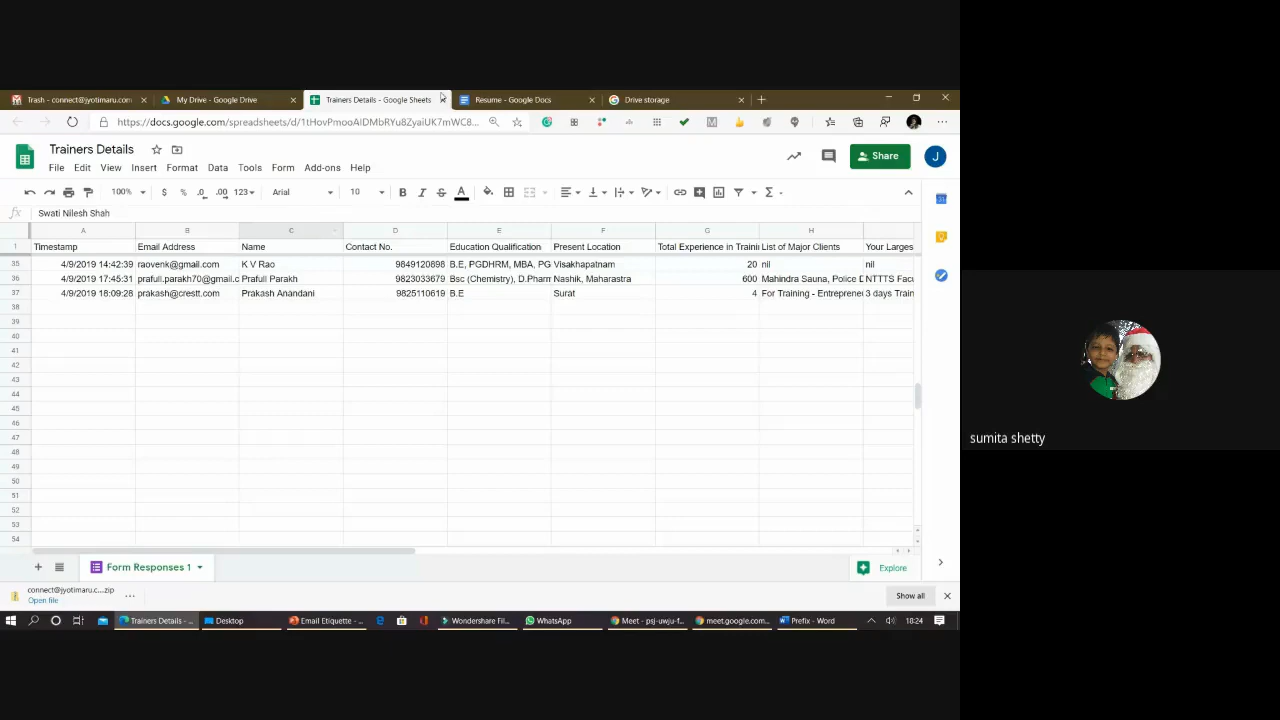 Trash - connect@jyotimaru.com
My Drive - Google Drive
Trainers Details - Google Sheets
Resume - Google Docs
Drive storage
https://docs.google.com/spreadsheets/d/1tHovPmooAIDMbRYu8ZyaiUK7mWC8...
Trainers Details
File Edit View Insert Format Data Tools Form Add-ons Help
Share
J
100% $ % .0 .00 123 Arial 10 B I S A
fx Swati Nilesh Shah
A B C D E F G H
1 Timestamp Email Address Name Contact No. Education Qualification Present Location Total Experience in Traini List of Major Clients Your Larges
35 4/9/2019 14:42:39 raovenk@gmail.com K V Rao 9849120898 B.E, PGDHRM, MBA, PG Visakhapatnam 20 nil nil
36 4/9/2019 17:45:31 prafull.parakh70@gmail.c Prafull Parakh 9823033679 Bsc (Chemistry), D.Pharm Nashik, Maharastra 600 Mahindra Sauna, Police D NTTTS Facu
37 4/9/2019 18:09:28 prakash@crestt.com Prakash Anandani 9825110619 B.E Surat 4 For Training - Entreprene 3 days Train
38
39
40
41
42
43
44
45
46
47
48
49
50
51
52
53
54
Form Responses 1
Explore
connect@jyotimaru.c....zip
Open file
Show all
Trainers Details - ...
Desktop
Email Etiquette - ...
Wondershare Fil...
WhatsApp
Meet - psj-uwju-f...
meet.google.com...
Prefix - Word
18:24
sumita shetty